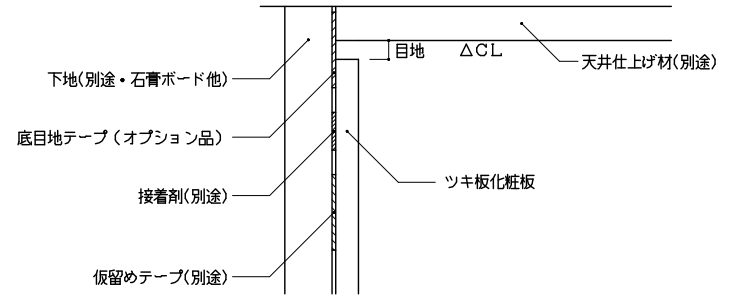 目地 △CL
天井仕上げ材(別途)
下地(別途・石膏ボード他)
底目地テープ(オプション品)
ツキ板化粧板
接着剤(別途)
仮留めテープ(別途)